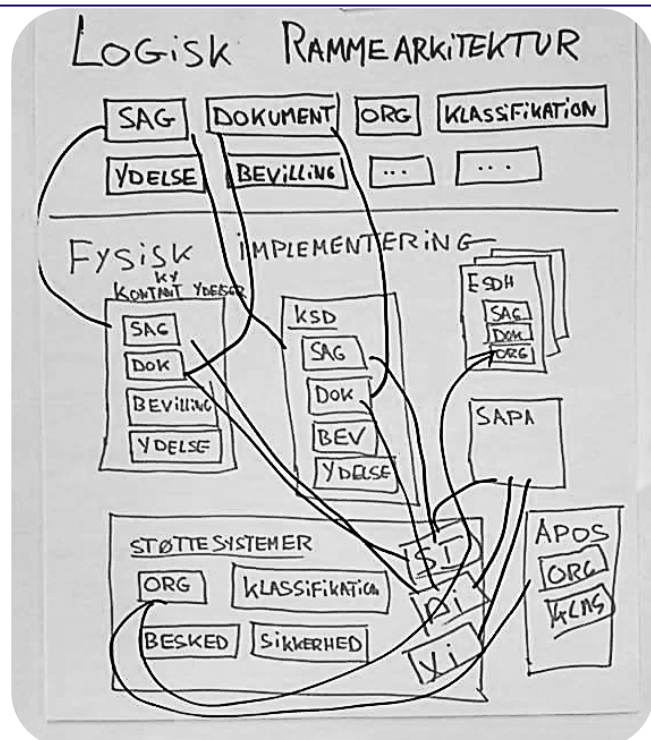 LOGISK RAMMEARKITEKTUR
SAG DOKUMENT ORG KLASSIFIKATION
YDELSE BEVILLING ... ...
FYSISK IMPLEMENTERING
KY
KONTANT YDELSER
SAG
DOK
BEVILLING
YDELSE
KSD
SAG
DOK
BEV
YDELSE
ESDH
SAG
DOK
ORG
SAPA
STØTTESYSTEMER
ORG KLASSIFIKATION
BESKED SIKKERHED
SI
DI
YI
APOS
ORG
KLAS